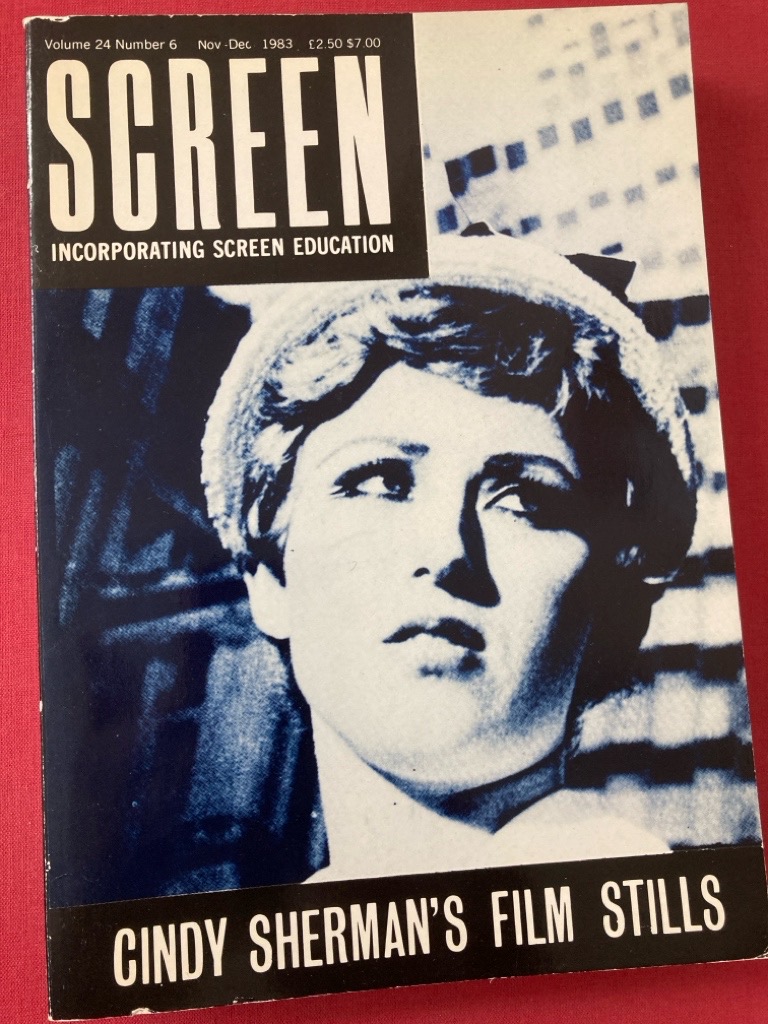 Volume 24 Number 6 Nov-Dec 1983 £2.50 $7.00
SCREEN
INCORPORATING SCREEN EDUCATION
CINDY SHERMAN'S FILM STILLS